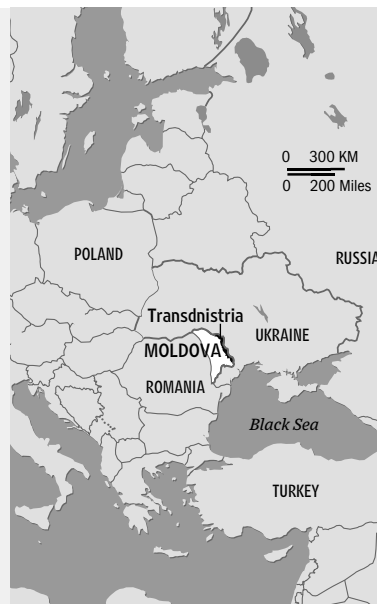 0 300 KM
0 200 Miles
POLAND
RUSSIA
Transdnistria
UKRAINE
MOLDOVA
ROMANIA
Black Sea
TURKEY